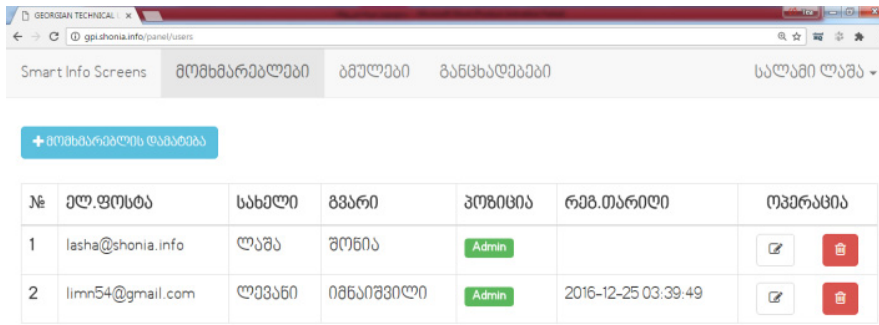 GEORGIAN TECHNICAL
gpi.shonia.info/panel/users
Smart Info Screens მომხმარებლები ბმულები განცხადებები სალამი ლაშა
+მომხმარებლის დამატება
№ ელ.ფოსტა სახელი გვარი პოზიცია რეგ.თარიღი ოპერაცია
1 lasha@shonia.info ლაშა შონია Admin
2 limn54@gmail.com ლევანი იმნაიშვილი Admin 2016-12-25 03:39:49